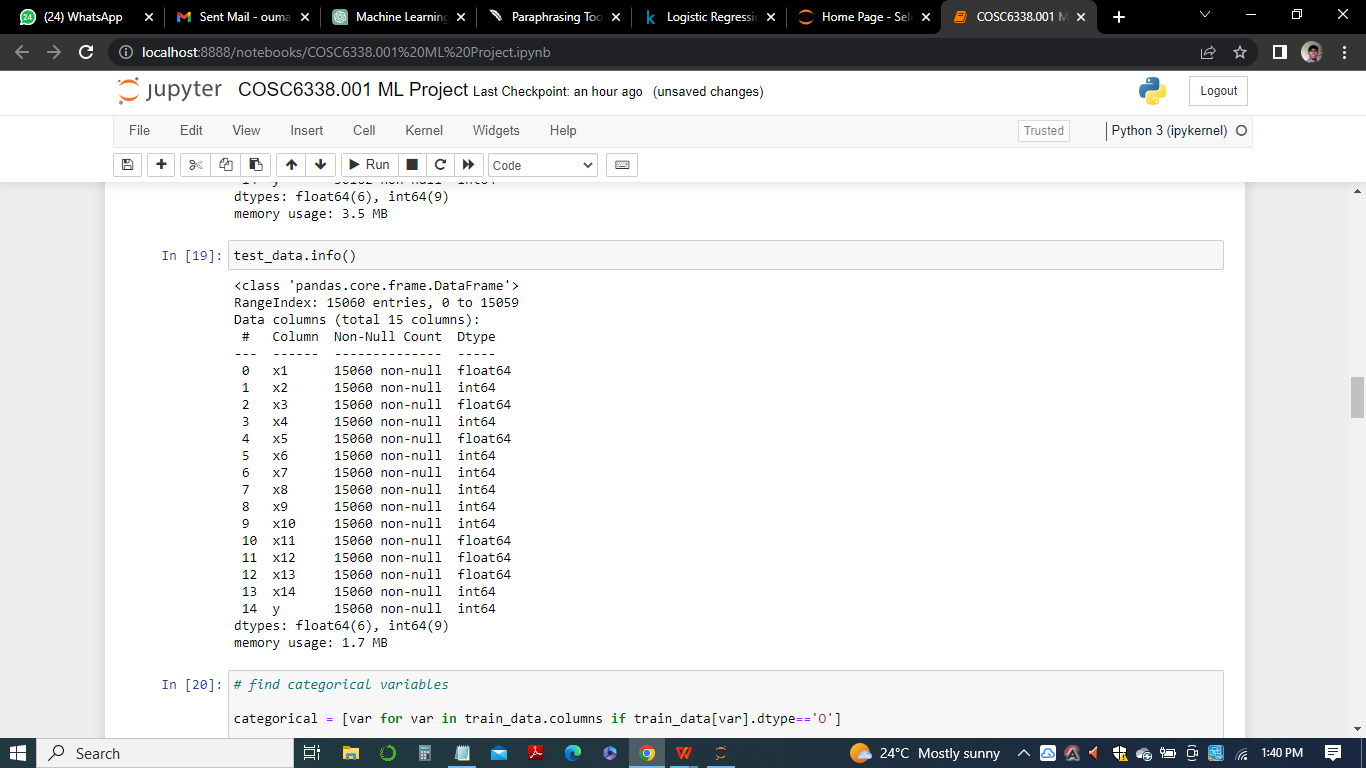 (24) WhatsApp
Sent Mail - ouma
Machine Learning
Paraphrasing Too
Logistic Regressi
Home Page - Sel
COSC6338.001 M
localhost:8888/notebooks/COSC6338.001%20ML%20Project.ipynb
jupyter COSC6338.001 ML Project Last Checkpoint: an hour ago (unsaved changes)
Logout
File Edit View Insert Cell Kernel Widgets Help
Trusted
Python 3 (ipykernel)
Run
Code
dtypes: float64(6), int64(9)
memory usage: 3.5 MB
In [19]: test_data.info()
<class 'pandas.core.frame.DataFrame'>
RangeIndex: 15060 entries, 0 to 15059
Data columns (total 15 columns):
# Column Non-Null Count Dtype
--- ------ -------------- -----
0 x1 15060 non-null float64
1 x2 15060 non-null int64
2 x3 15060 non-null float64
3 x4 15060 non-null int64
4 x5 15060 non-null float64
5 x6 15060 non-null int64
6 x7 15060 non-null int64
7 x8 15060 non-null int64
8 x9 15060 non-null int64
9 x10 15060 non-null int64
10 x11 15060 non-null float64
11 x12 15060 non-null float64
12 x13 15060 non-null float64
13 x14 15060 non-null int64
14 y 15060 non-null int64
dtypes: float64(6), int64(9)
memory usage: 1.7 MB
In [20]: # find categorical variables
categorical = [var for var in train_data.columns if train_data[var].dtype=='O']
Search
24°C Mostly sunny
1:40 PM